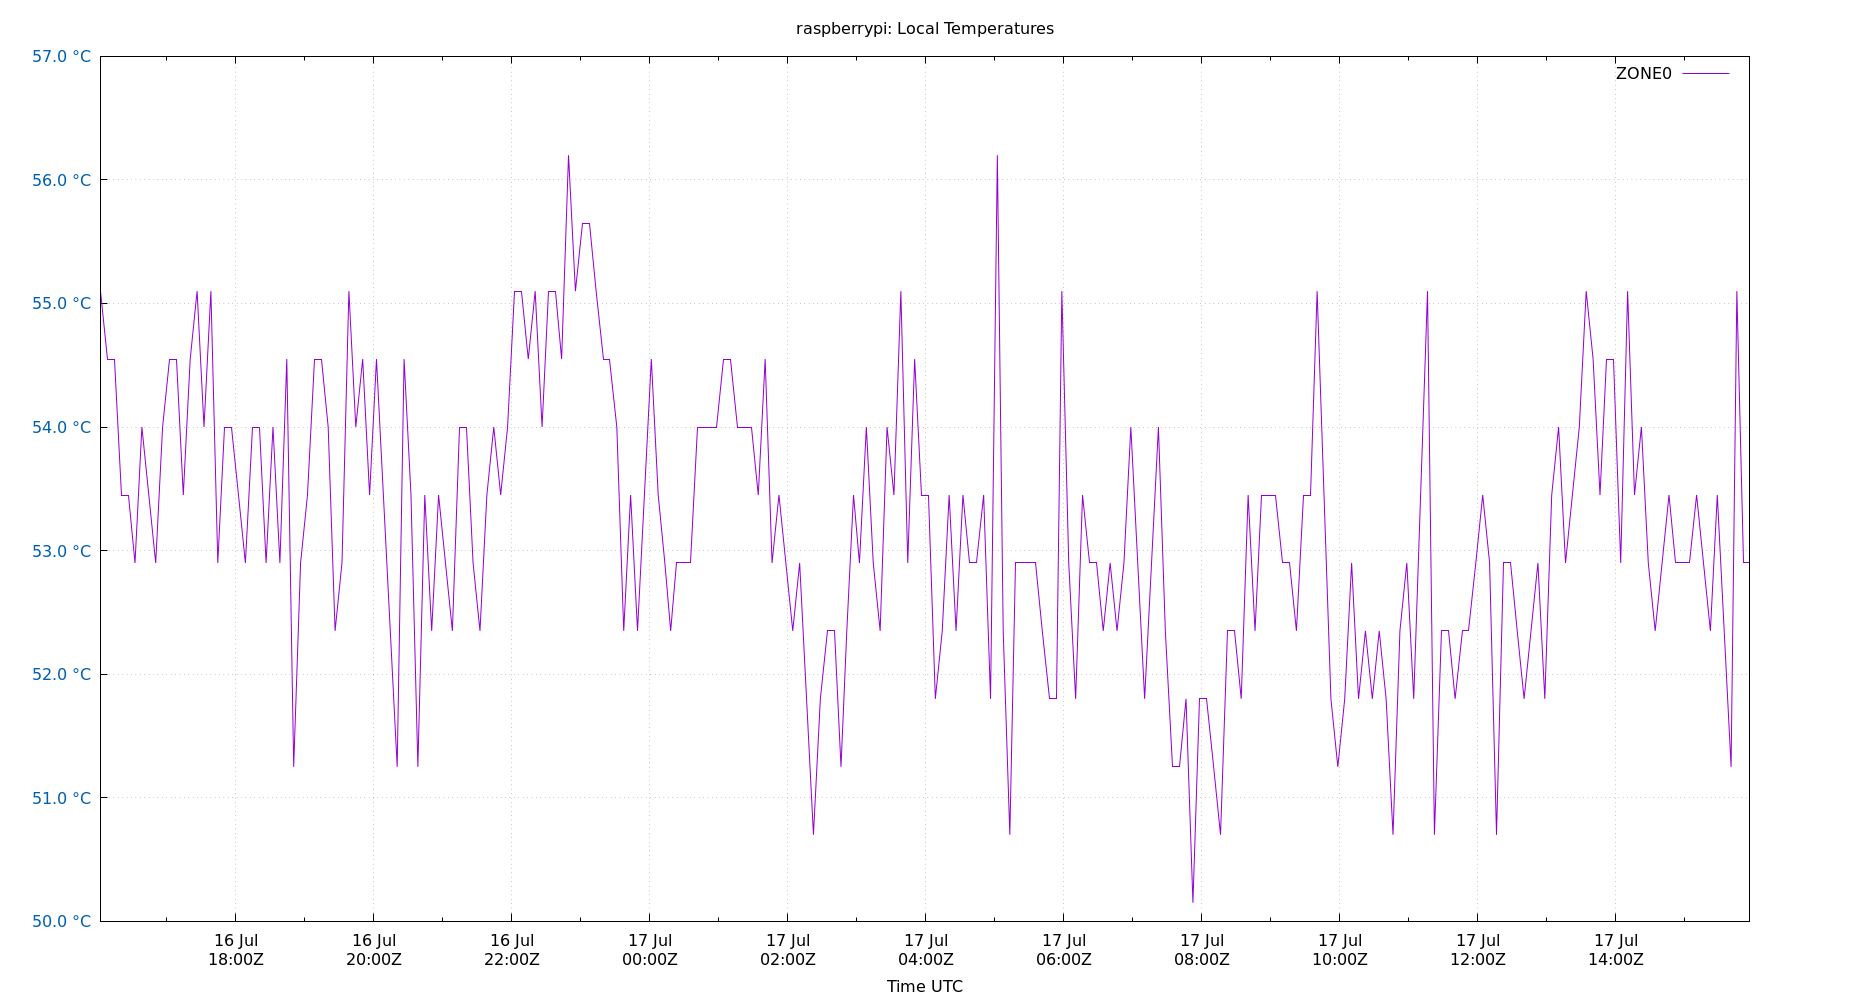 raspberrypi: Local Temperatures
ZONE0
57.0 °C
56.0 °C
55.0 °C
54.0 °C
53.0 °C
52.0 °C
51.0 °C
50.0 °C
16 Jul 16 Jul 16 Jul 17 Jul 17 Jul 17 Jul 17 Jul 17 Jul 17 Jul 17 Jul 17 Jul
18:00Z 20:00Z 22:00Z 00:00Z 02:00Z 04:00Z 06:00Z 08:00Z 10:00Z 12:00Z 14:00Z
Time UTC